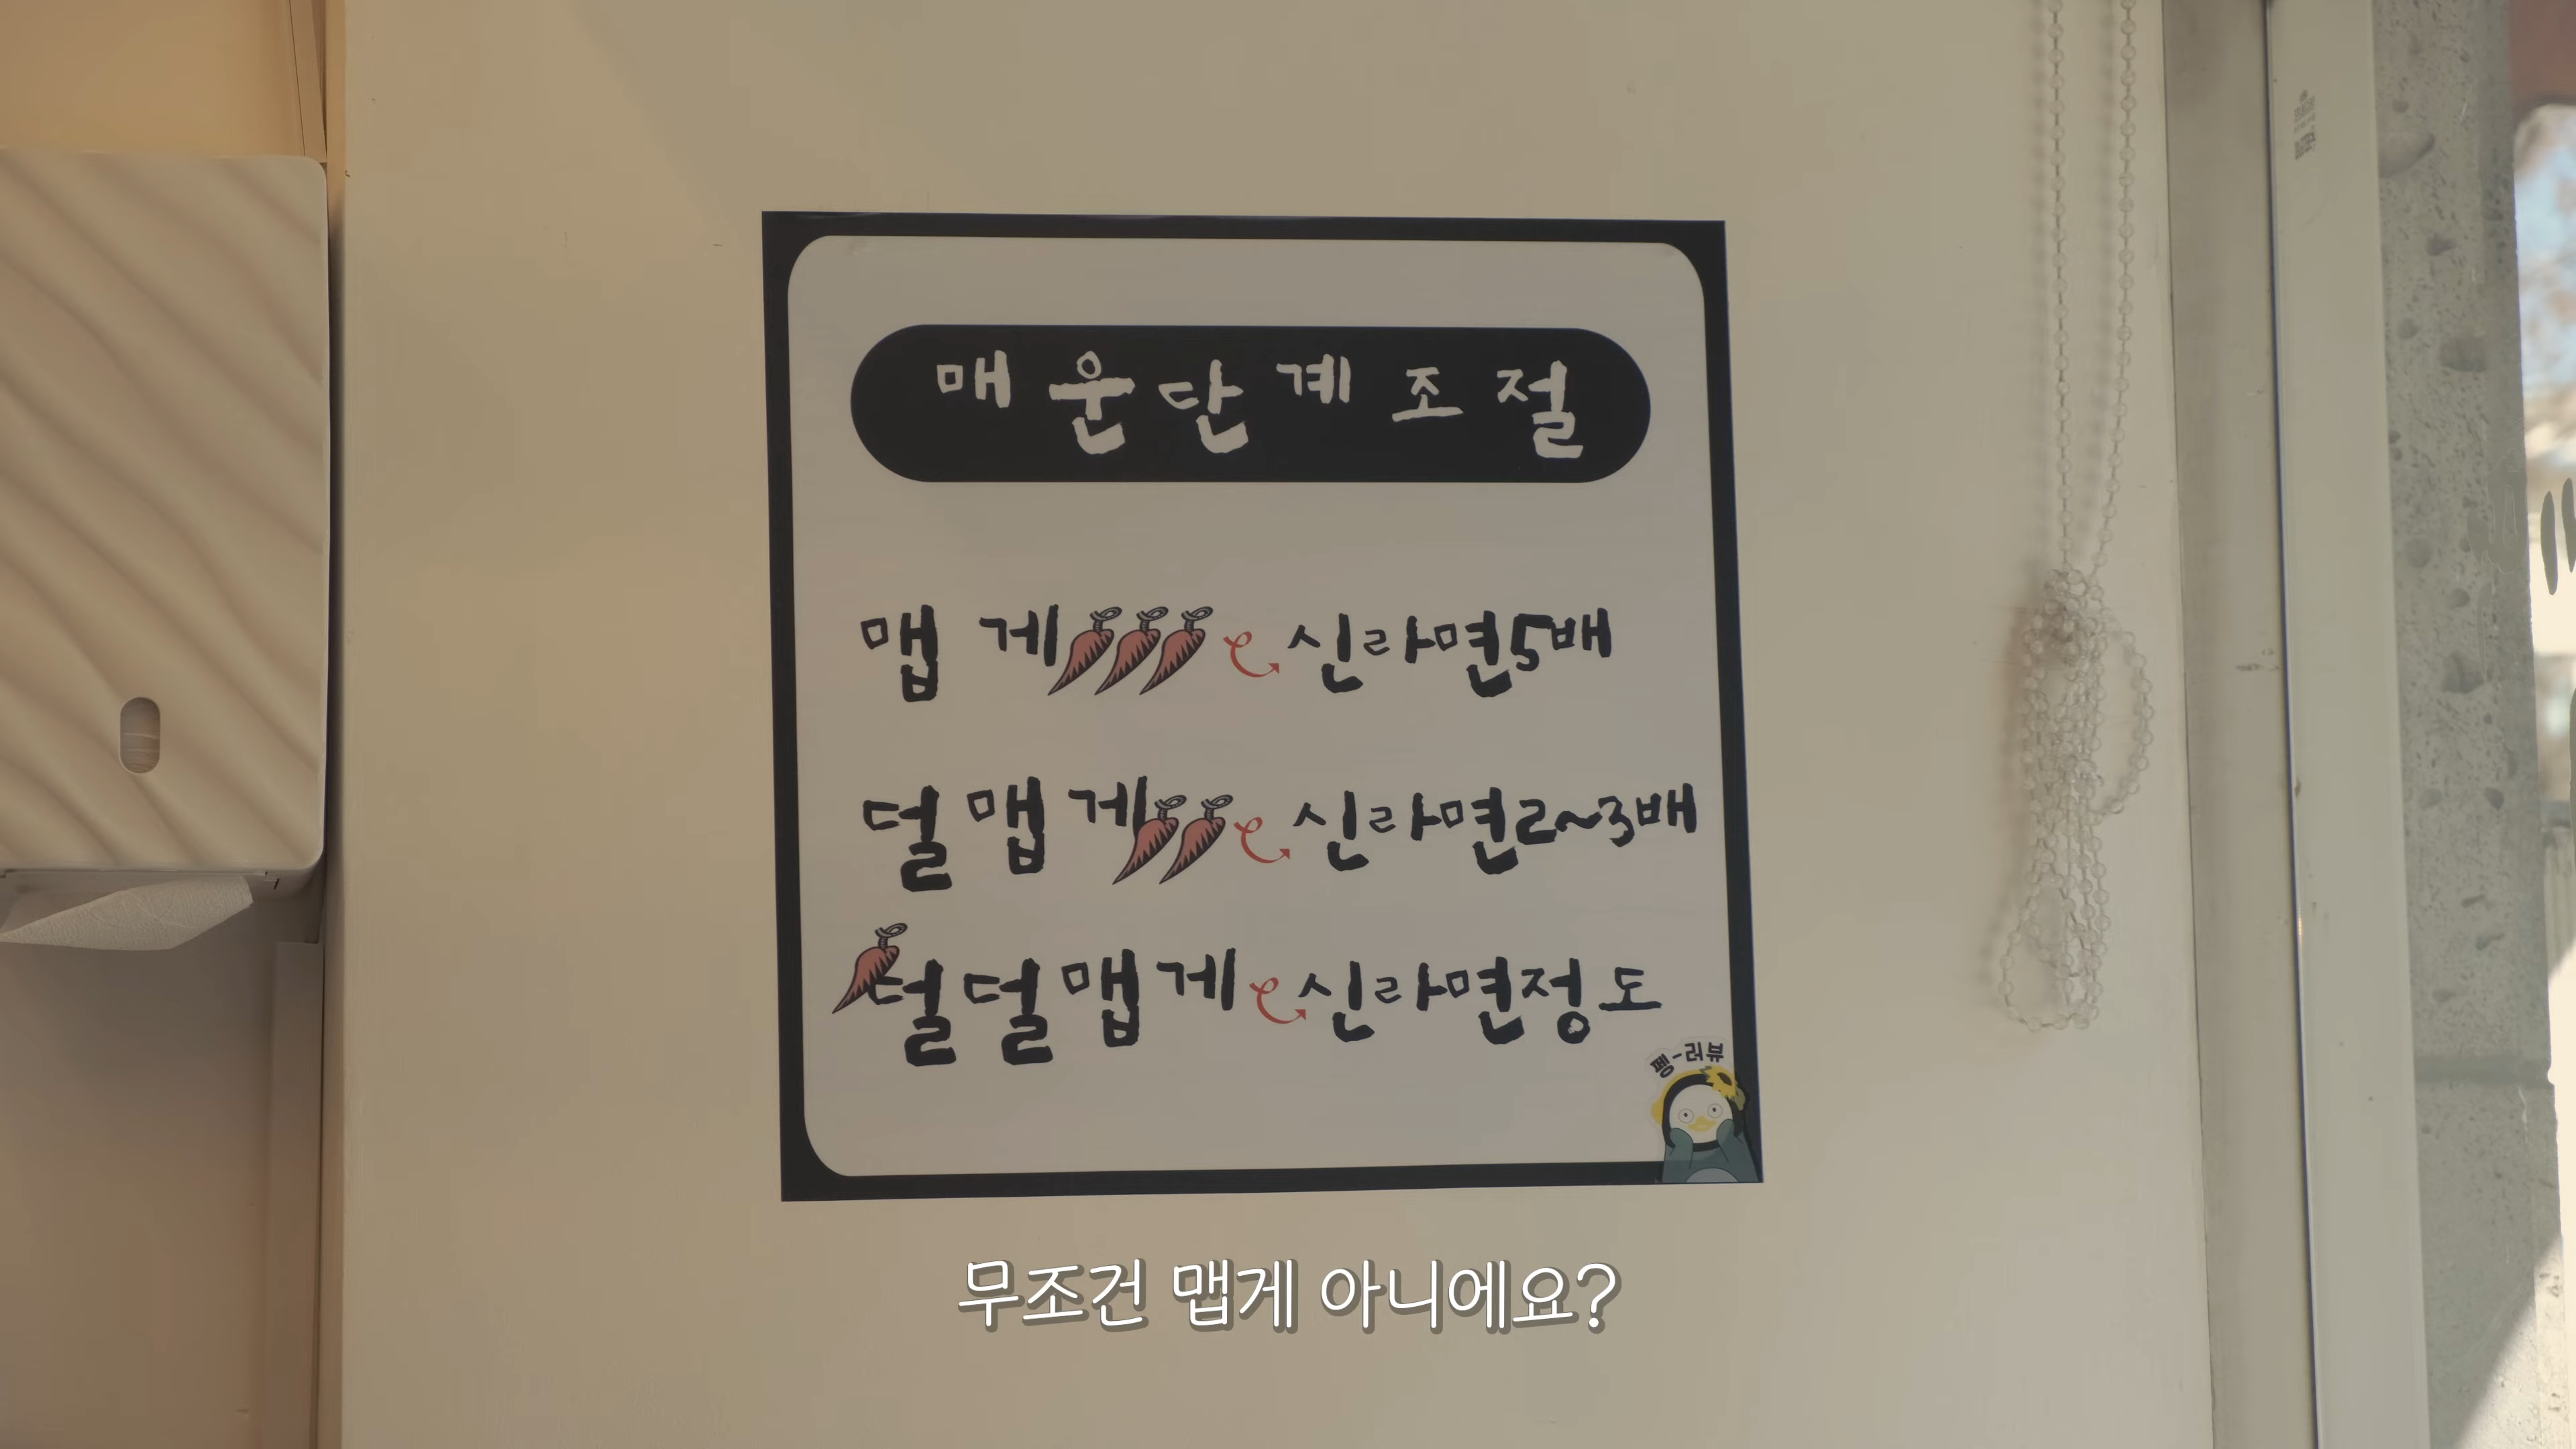 매운단계조절
맵게 신라면5배
덜맵게 신라면2~3배
덜덜맵게 신라면정도
펭-러뷰
무조건 맵게 아니에요?